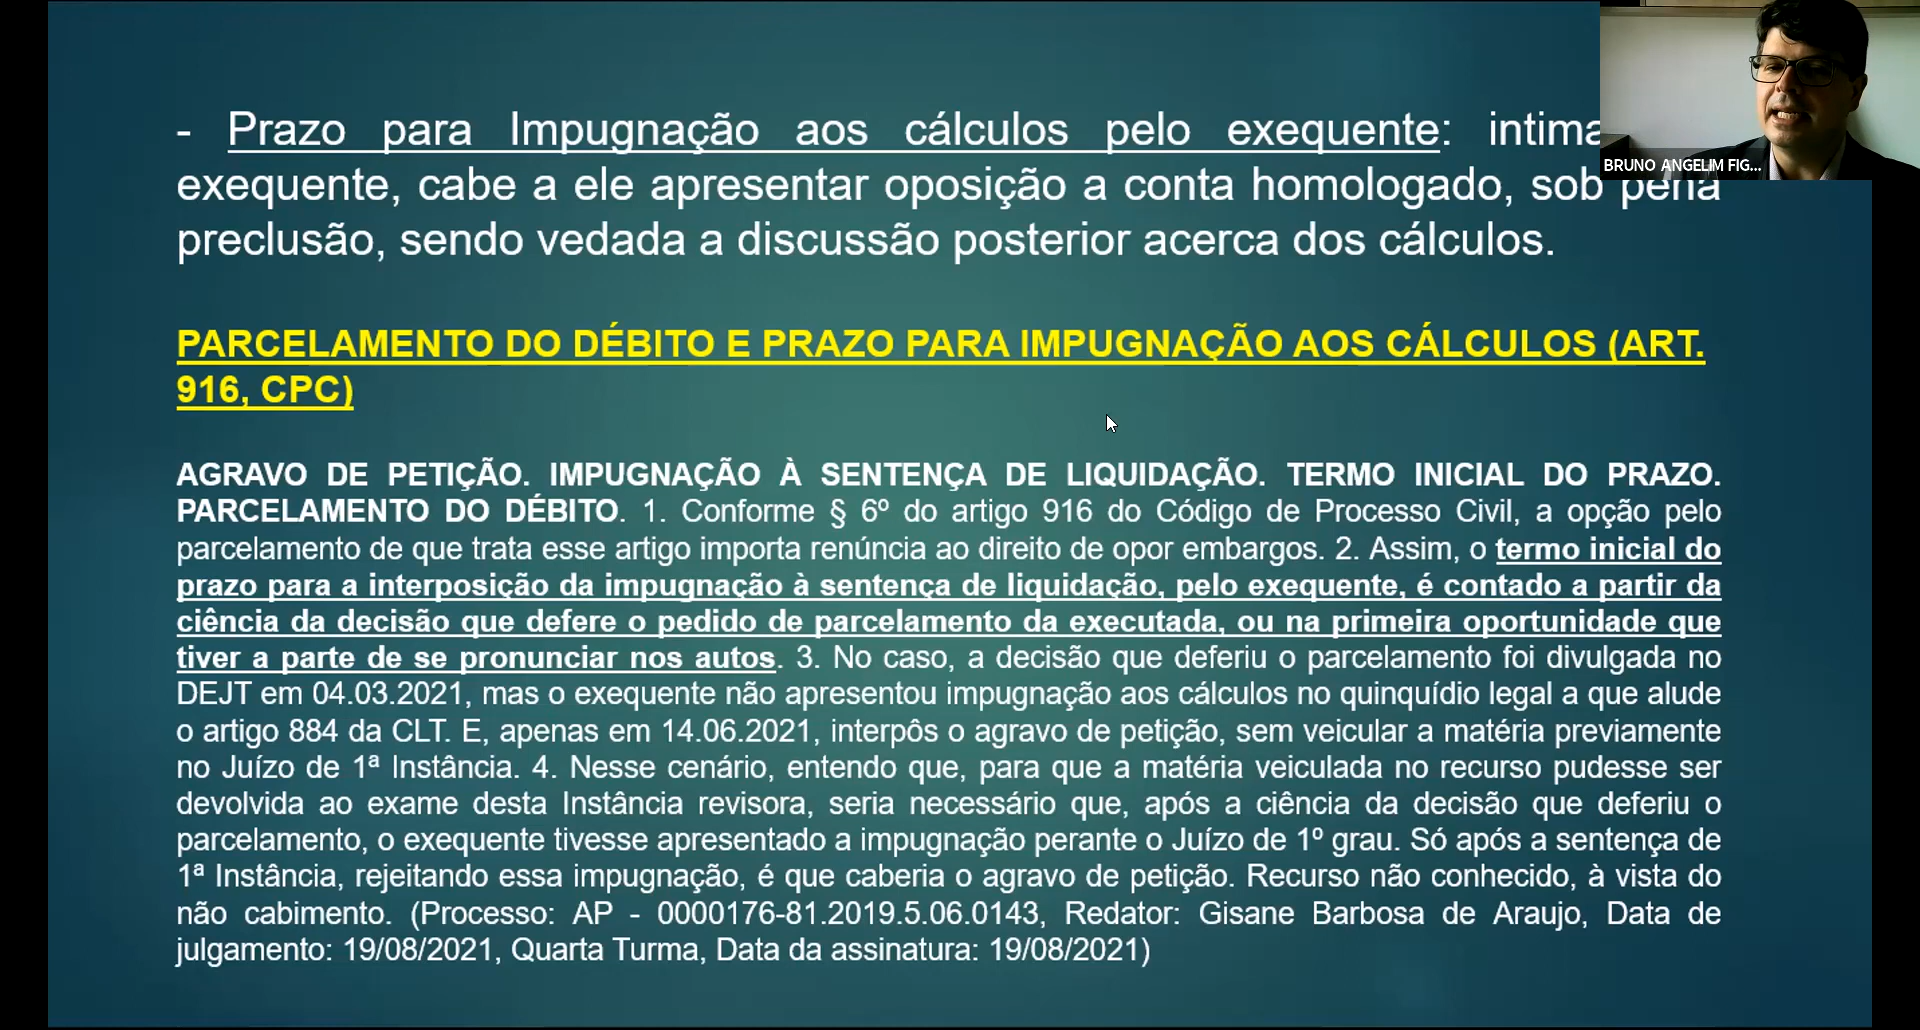 - Prazo para Impugnação aos cálculos pelo exequente:
BRUNO ANGELIM FIG...
exequente, cabe a ele apresentar oposição a conta homologado, sob pena
preclusão, sendo vedada a discussão posterior acerca dos cálculos.
PARCELAMENTO DO DÉBITO E PRAZO PARA IMPUGNAÇÃO AOS CÁLCULOS (ART.
916, CPC)
AGRAVO DE PETIÇÃO. IMPUGNAÇÃO À SENTENÇA DE LIQUIDAÇÃO. TERMO INICIAL DO PRAZO.
PARCELAMENTO DO DÉBITO. 1. Conforme § 6º do artigo 916 do Código de Processo Civil, a opção pelo
parcelamento de que trata esse artigo importa renúncia ao direito de opor embargos. 2. Assim, o termo inicial do
prazo para a interposição da impugnação à sentença de liquidação, pelo exequente, é contado a partir da
ciência da decisão que defere o pedido de parcelamento da executada, ou na primeira oportunidade que
tiver a parte de se pronunciar nos autos. 3. No caso, a decisão que deferiu o parcelamento foi divulgada no
DEJT em 04.03.2021, mas o exequente não apresentou impugnação aos cálculos no quinquídio legal a que alude
o artigo 884 da CLT. E, apenas em 14.06.2021, interpôs o agravo de petição, sem veicular a matéria previamente
no Juízo de 1ª Instância. 4. Nesse cenário, entendo que, para que a matéria veiculada no recurso pudesse ser
devolvida ao exame desta Instância revisora, seria necessário que, após a ciência da decisão que deferiu o
parcelamento, o exequente tivesse apresentado a impugnação perante o Juízo de 1º grau. Só após a sentença de
1ª Instância, rejeitando essa impugnação, é que caberia o agravo de petição. Recurso não conhecido, à vista do
não cabimento. (Processo: AP - 0000176-81.2019.5.06.0143, Redator: Gisane Barbosa de Araujo, Data de
julgamento: 19/08/2021, Quarta Turma, Data da assinatura: 19/08/2021)